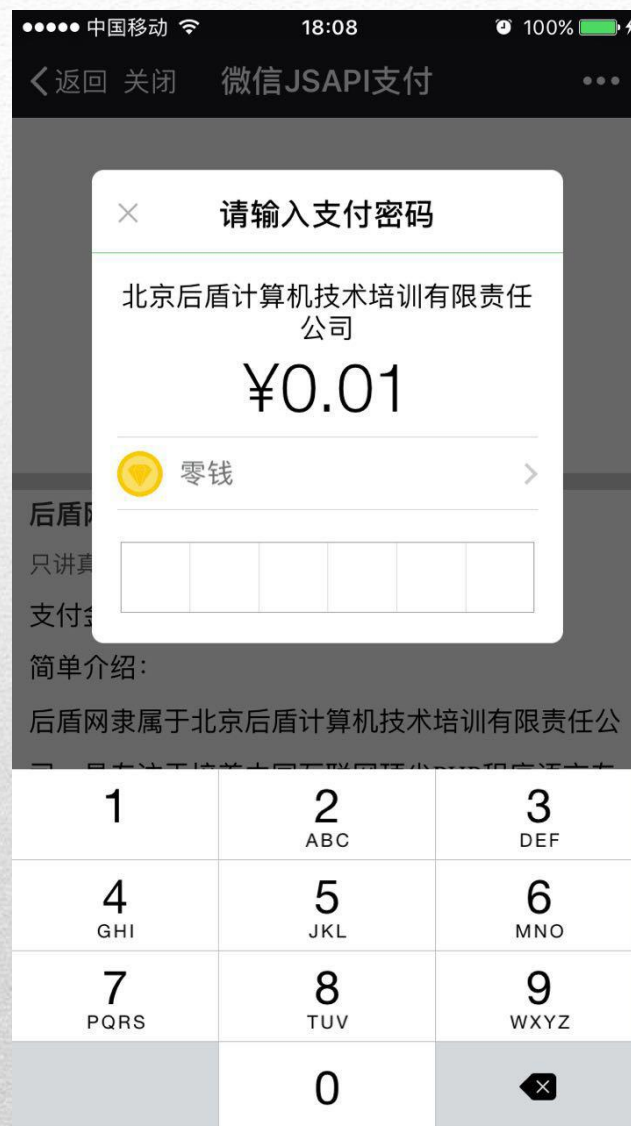 中国移动 18:08 100%
返回 关闭 微信JSAPI支付
请输入支付密码
北京后盾计算机技术培训有限责任
公司
¥0.01
零钱
后盾
只讲真
支付
简单介绍：
后盾网隶属于北京后盾计算机技术培训有限责任公
1 2 3
ABC DEF
4 5 6
GHI JKL MNO
7 8 9
PQRS TUV WXYZ
0